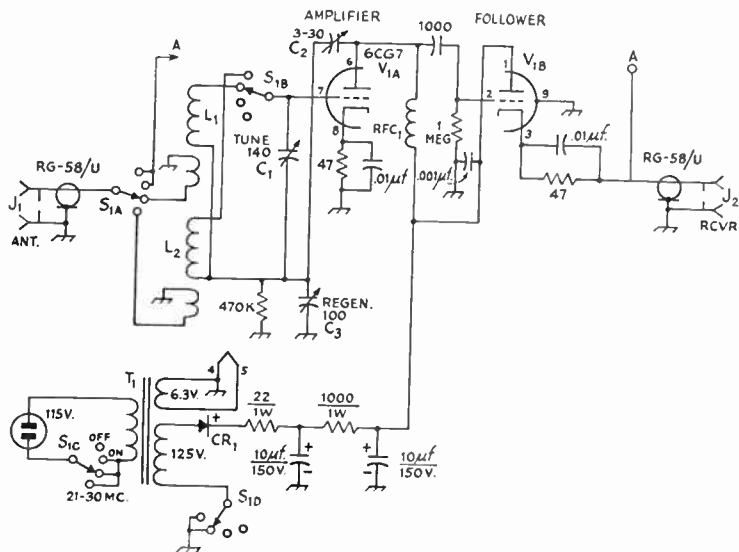 AMPLIFIER
FOLLOWER
3-30
C2
6CG7
6
V1A
1000
1
V1B
A
A
S1B
7
2
9
L1
8
3
RFC1
1
MEG
.01µf.
TUNE
140
C1
47
.01µf
.001µf
RG-58/U
RG-58/U
J1
S1A
47
J2
ANT.
RCVR
L2
470K
REGEN.
100
C3
T1
4
5
6.3V.
22
1W
1000
1W
115V.
CR1
S1C
OFF
ON
125V.
10µf.
150V.
10µf
150V.
21-30 MC.
S1D